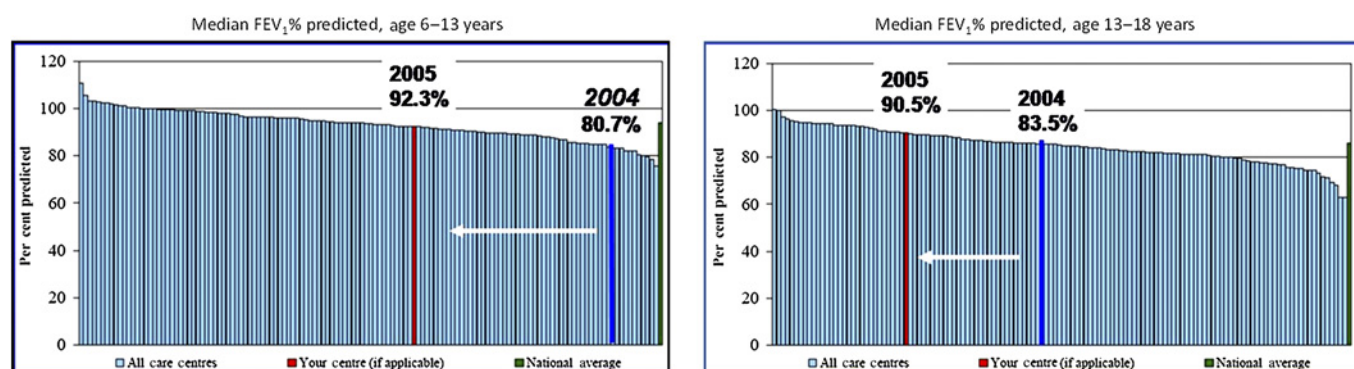 Median FEV₁% predicted, age 6–13 years
120
100
80
60
40
20
0
Per cent predicted
2005
92.3%
2004
80.7%
All care centres
Your centre (if applicable)
National average
Median FEV₁% predicted, age 13–18 years
120
100
80
60
40
20
0
Per cent predicted
2005
90.5%
2004
83.5%
All care centres
Your centre (if applicable)
National average